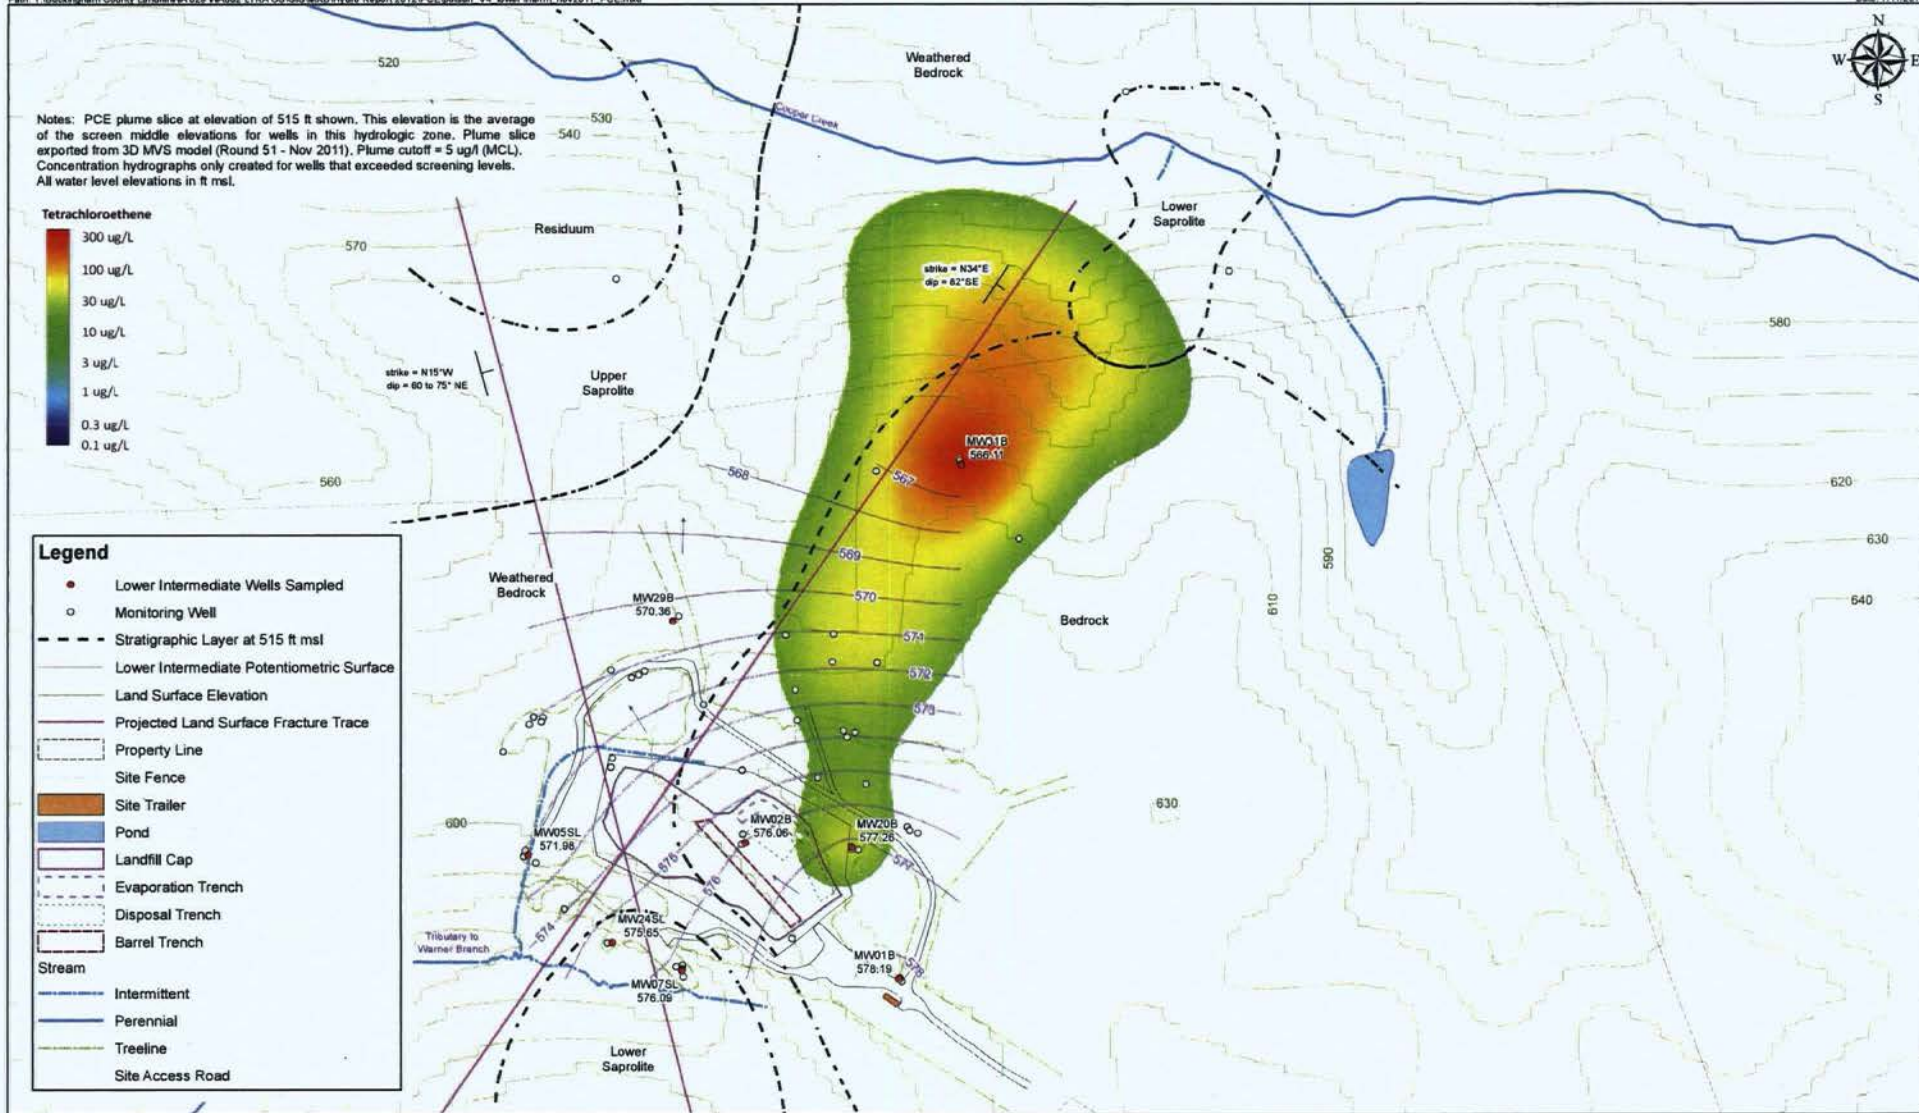 N
W E
S
520
Weathered
Bedrock
Notes: PCE plume slice at elevation of 515 ft shown. This elevation is the average
of the screen middle elevations for wells in this hydrologic zone. Plume slice
exported from 3D MVS model (Round 51 - Nov 2011). Plume cutoff = 5 ug/l (MCL).
Concentration hydrographs only created for wells that exceeded screening levels.
All water level elevations in ft msl.
530
540
Cooper Creek
Tetrachloroethene
300 ug/L
100 ug/L
30 ug/L
10 ug/L
3 ug/L
1 ug/L
0.3 ug/L
0.1 ug/L
570
Residuum
Lower
Saprolite
strike = N34°E
dip = 82°SE
580
strike = N15°W
dip = 60 to 75° NE
Upper
Saprolite
MW31B
566.11
568
567
560
620
630
590
569
Weathered
Bedrock
570
MW29B
570.36
610
640
Bedrock
571
572
573
600
630
MW05SL
571.98
MW02B
576.06
MW20B
577.26
575
576
577
574
MW24SL
575.65
Tributary to
Warner Branch
MW01B
578.19
578
MW07SL
576.09
Lower
Saprolite
Legend
Lower Intermediate Wells Sampled
Monitoring Well
Stratigraphic Layer at 515 ft msl
Lower Intermediate Potentiometric Surface
Land Surface Elevation
Projected Land Surface Fracture Trace
Property Line
Site Fence
Site Trailer
Pond
Landfill Cap
Evaporation Trench
Disposal Trench
Barrel Trench
Stream
Intermittent
Perennial
Treeline
Site Access Road